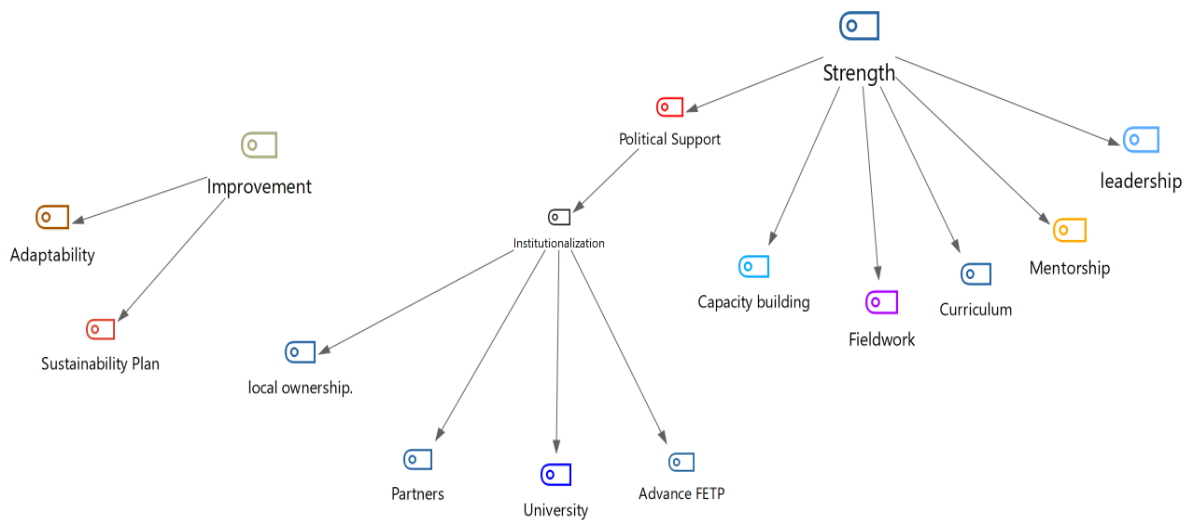 Strength
Political Support
Improvement
leadership
Institutionalization
Adaptability
Mentorship
Capacity building
Curriculum
Fieldwork
Sustainability Plan
local ownership.
Partners
University
Advance FETP